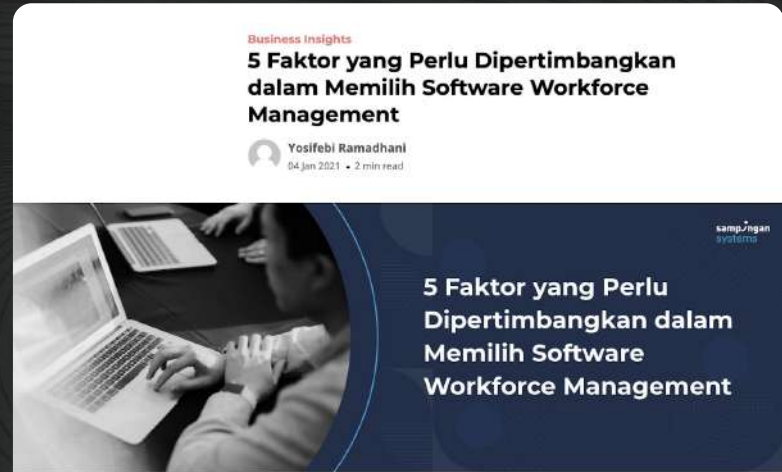 Business Insights
5 Faktor yang Perlu Dipertimbangkan
dalam Memilih Software Workforce
Management
Yosifebi Ramadhani
04 Jan 2021 • 2 min read
sampingan
systems
5 Faktor yang Perlu
Dipertimbangkan dalam
Memilih Software
Workforce Management